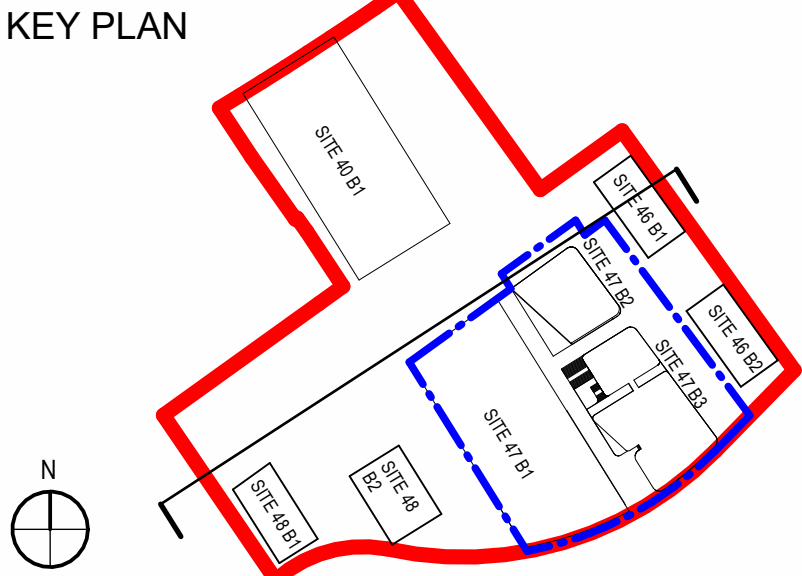 KEY PLAN
SITE 40 B1
SITE 46 B1
SITE 47 B2
SITE 46 B2
SITE 47 B3
SITE 47 B1
SITE 48
B2
SITE 48 B1
N